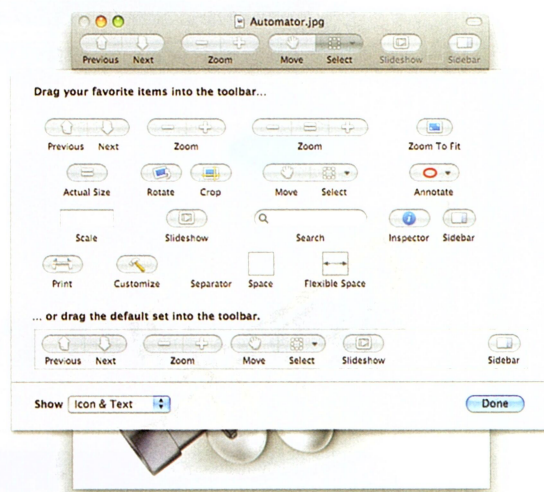 Automator.jpg
Previous Next Zoom Move Select Slideshow Sidebar
Drag your favorite items into the toolbar...
Previous Next Zoom Zoom Zoom To Fit
Actual Size Rotate Crop Move Select Annotate
Scale Slideshow Search Inspector Sidebar
Print Customize Separator Space Flexible Space
... or drag the default set into the toolbar.
Previous Next Zoom Move Select Slideshow Sidebar
Show Icon & Text Done